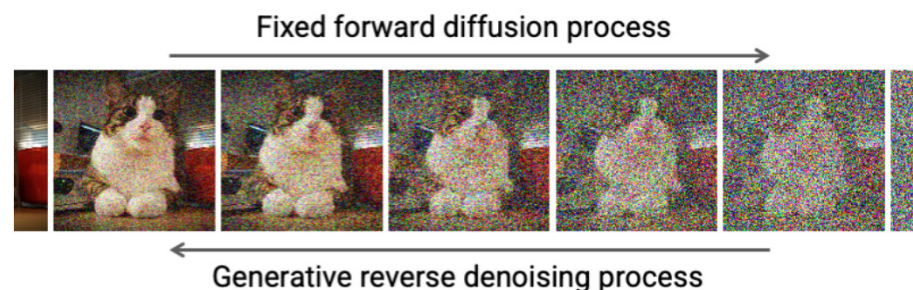 Fixed forward diffusion process
Generative reverse denoising process